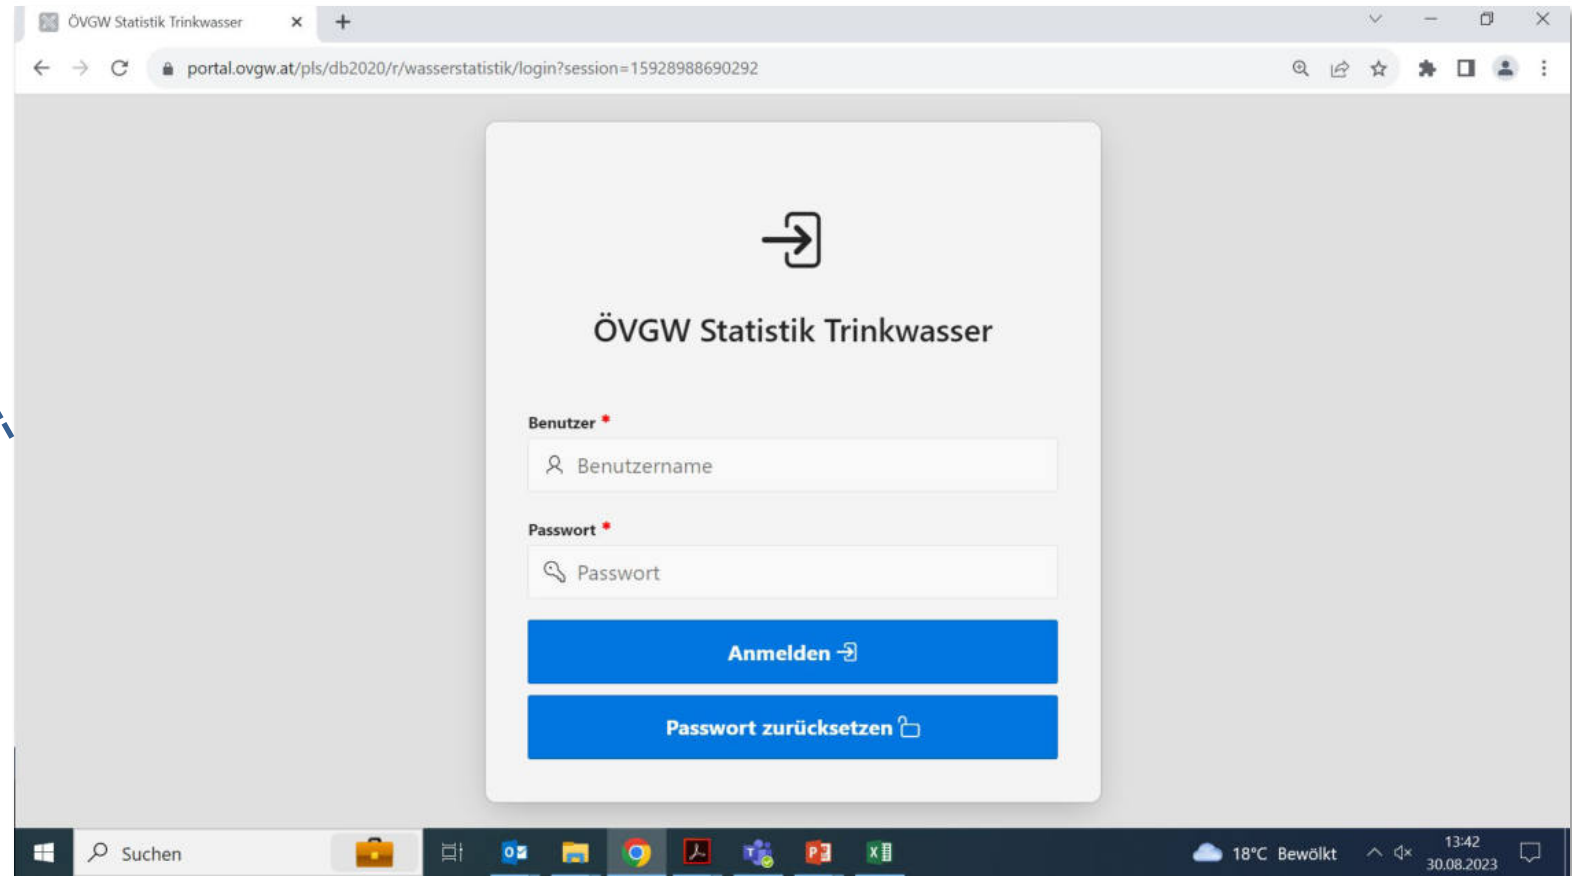 ÖVGW Statistik Trinkwasser
portal.ovgw.at/pls/db2020/r/wasserstatistik/login?session=15928988690292
ÖVGW Statistik Trinkwasser
Benutzer *
Benutzername
Passwort *
Passwort
Anmelden
Passwort zurücksetzen
Suchen
18°C Bewölkt
13:42
30.08.2023